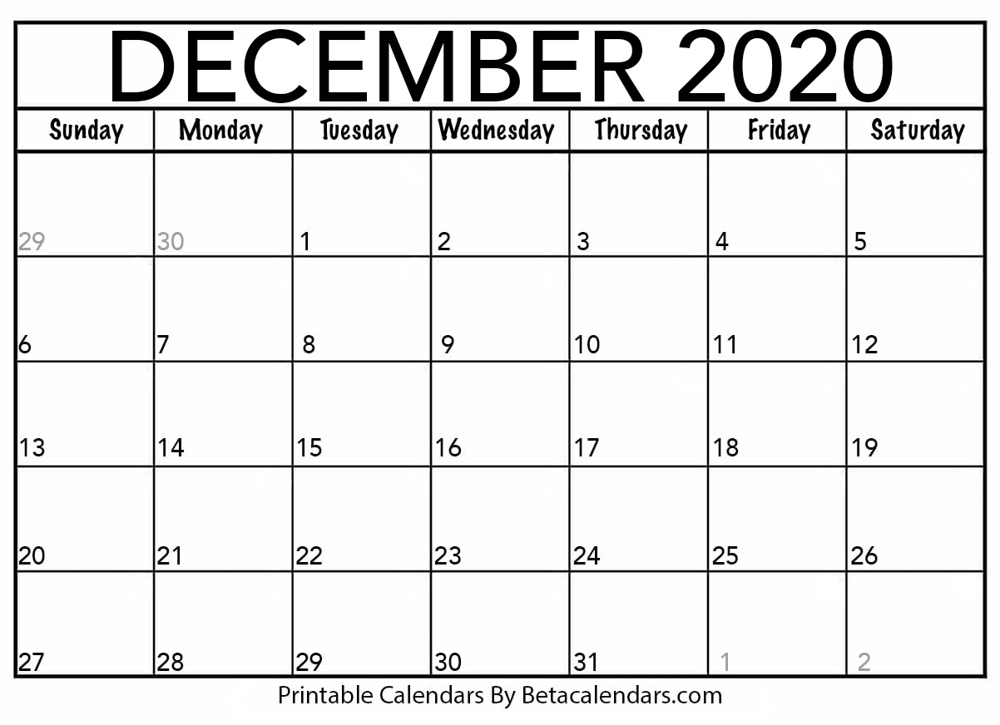 DECEMBER 2020
Sunday Monday Tuesday Wednesday Thursday Friday Saturday
29 30 1 2 3 4 5
6 7 8 9 10 11 12
13 14 15 16 17 18 19
20 21 22 23 24 25 26
27 28 29 30 31 1 2
Printable Calendars By Betacalendars.com